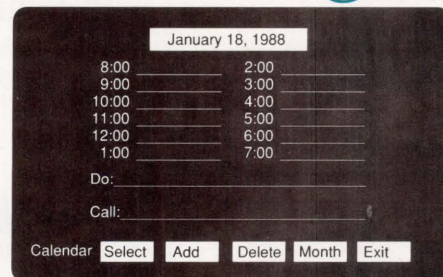 January 18, 1988
8:00 2:00
9:00 3:00
10:00 4:00
11:00 5:00
12:00 6:00
1:00 7:00
Do:
Call:
Calendar Select Add Delete Month Exit